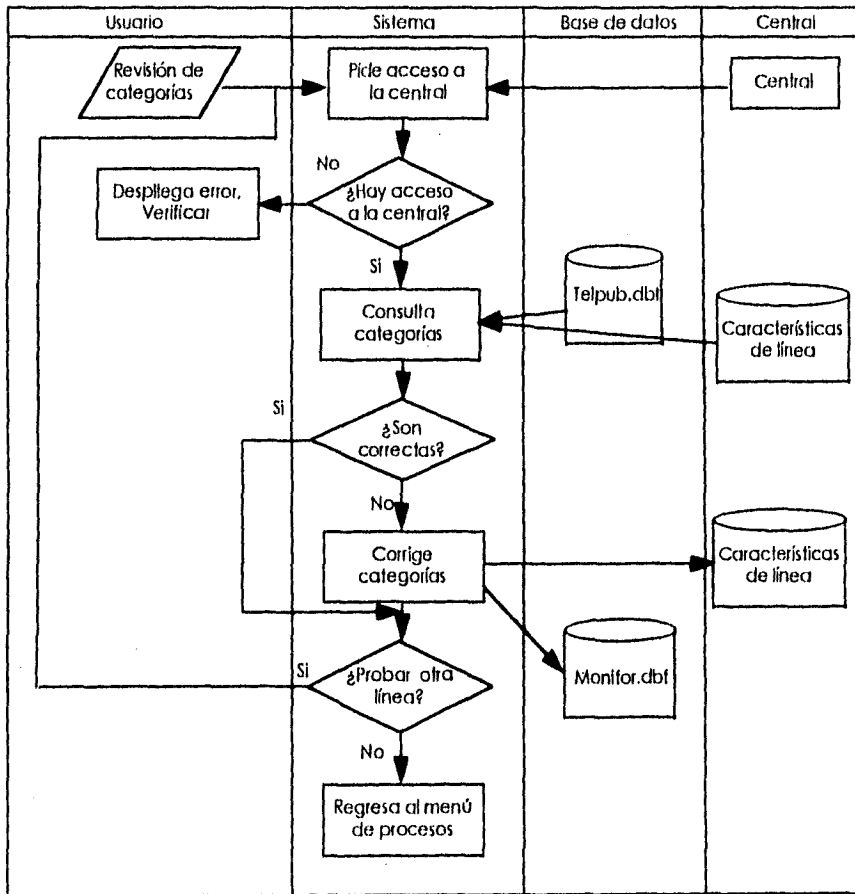 Usuario
Sistema
Base de datos
Central
Revisión de
categorías
Pide acceso a
la central
Central
No
Despliega error,
Verificar
¿Hay acceso
a la central?
Si
Consulta
categorías
Telpub.dbf
Características
de línea
Si
¿Son
correctas?
No
Corrige
categorías
Características
de línea
Si
¿Probar otra
línea?
Monitor.dbf
No
Regresa al menú
de procesos